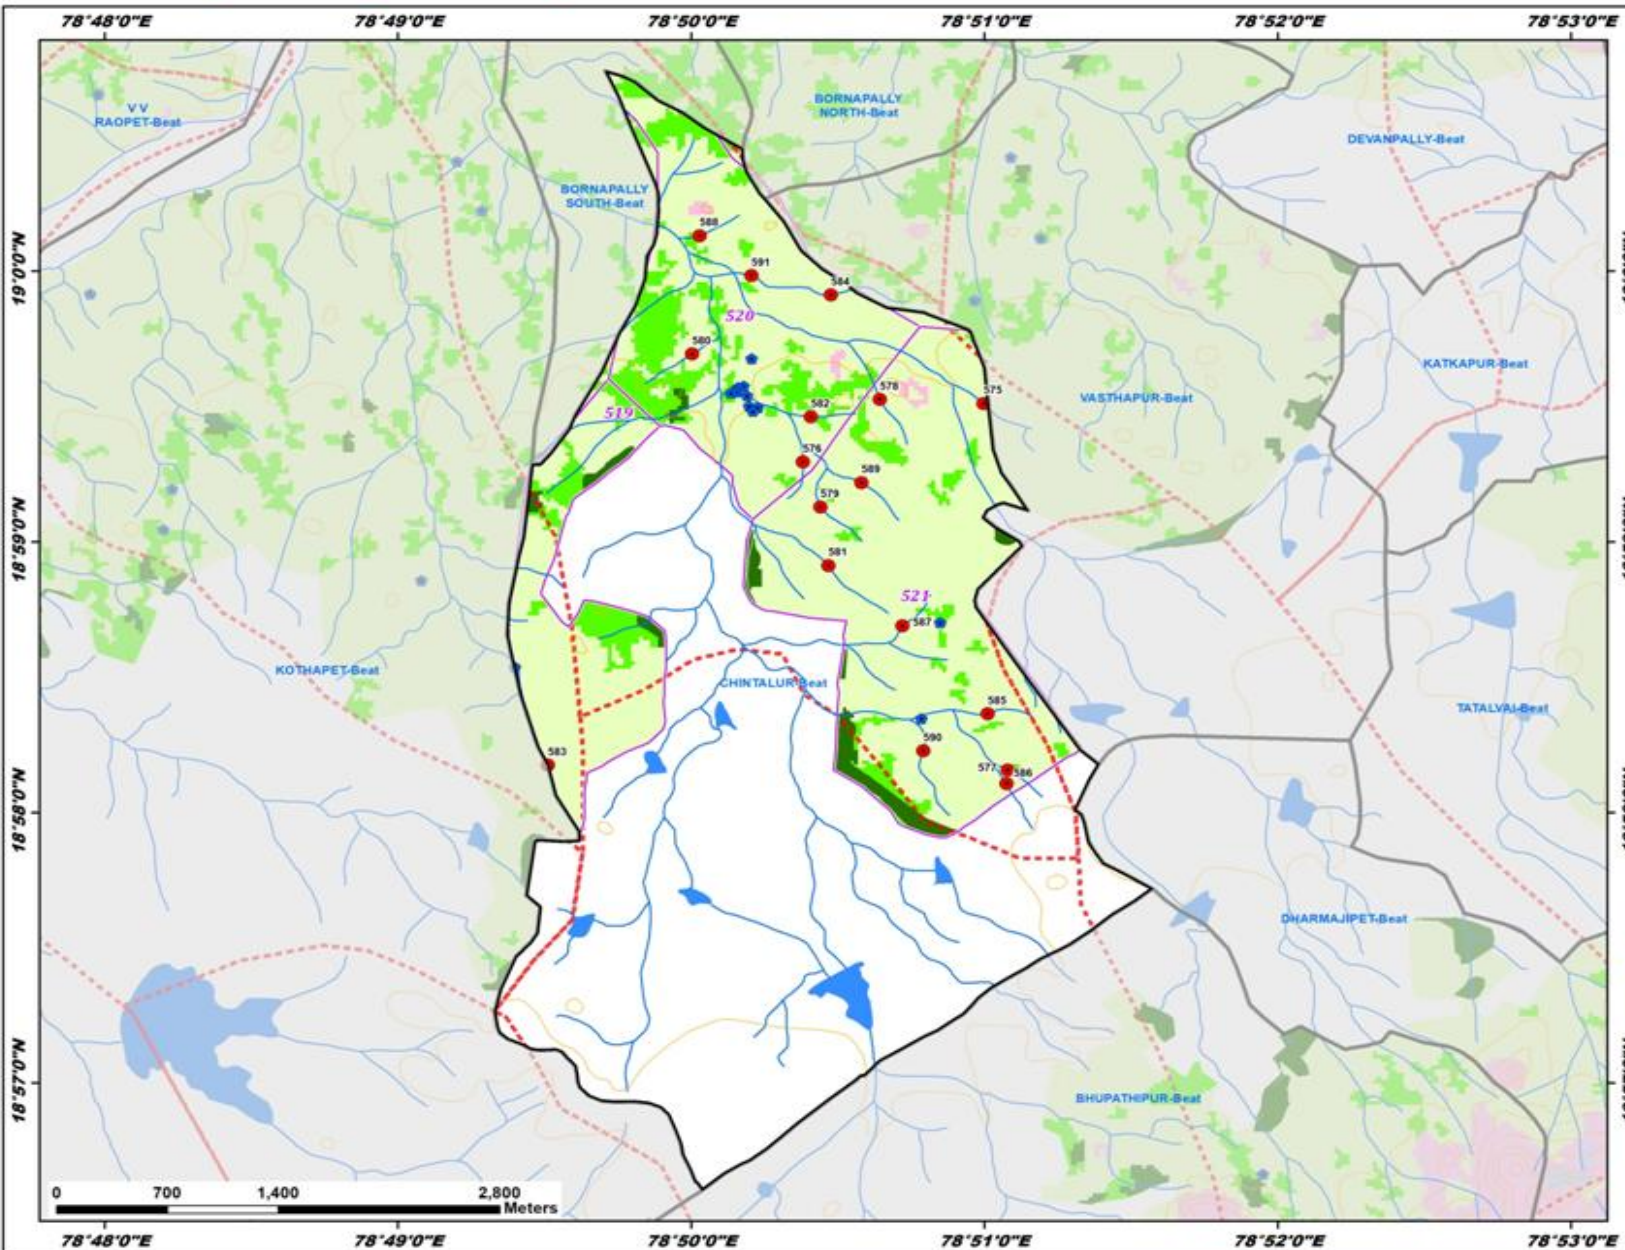 78°48'0"E 78°49'0"E 78°50'0"E 78°51'0"E 78°52'0"E 78°53'0"E
V V
RAOPET-Beat
BORNAPALLY
NORTH-Beat
DEVANPALLY-Beat
BORNAPALLY
SOUTH-Beat
588
19°0'0"N
591
584
520
580
KATKAPUR-Beat
578
575
VASTHAPUR-Beat
519
582
576
589
579
18°59'0"N
581
521
587
KOTHAPET-Beat
CHINTALUR-Beat
585
TATALVAI-Beat
590
583
577
586
18°58'0"N
DHARMAJIPET-Beat
18°57'0"N
BHUPATHIPUR-Beat
0 700 1,400 2,800
Meters
78°48'0"E 78°49'0"E 78°50'0"E 78°51'0"E 78°52'0"E 78°53'0"E